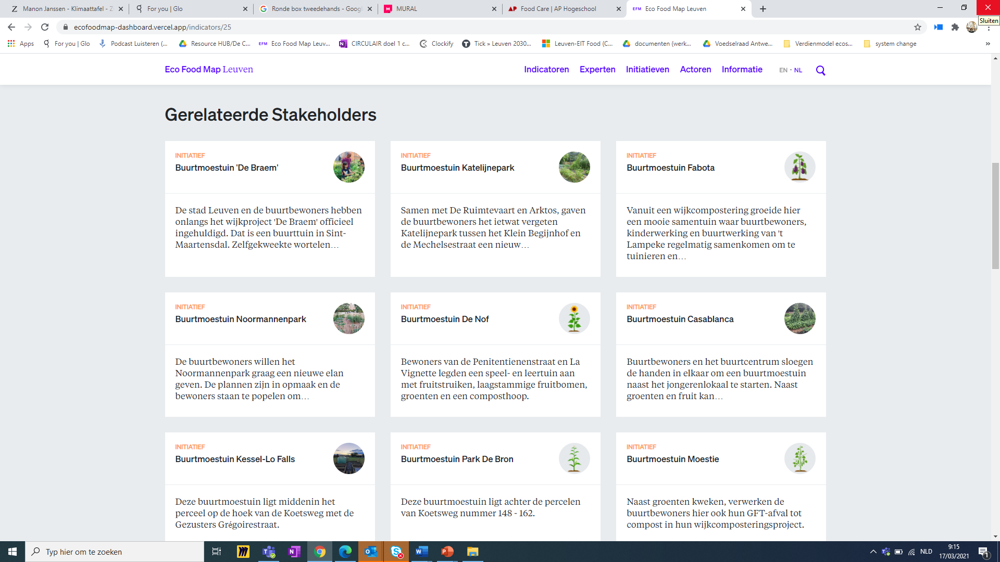 Manon Janssen - Klimaattafel - Z
For you | Glo
Ronde box tweedehands - Goog
MURAL
Food Care | AP Hogeschool
EFM Eco Food Map Leuven
Sluiten
ecofoodmap-dashboard.vercel.app/indicators/25
Apps
For you | Glo
Podcast Luisteren (...
Resource HUB/De C...
EFM Eco Food Map Leuv...
CIRCULAIR doel 1 c...
Clockify
Tick » Leuven 2030...
Leuven-EIT Food (C...
documenten (werk...
Voedselraad Antwe...
Verdienmodel ecos...
system change
»
Eco Food Map Leuven
Indicatoren
Experten
Initiatieven
Actoren
Informatie
EN · NL
Gerelateerde Stakeholders
INITIATIEF
Buurtmoestuin 'De Braem'
De stad Leuven en de buurtbewoners hebben
onlangs het wijkproject 'De Braem' officieel
ingehuldigd. Dat is een buurttuin in Sint-
Maartensdal. Zelfgekweekte wortelen…
INITIATIEF
Buurtmoestuin Katelijnepark
Samen met De Ruimtevaart en Arktos, gaven
de buurtbewoners het ietwat vergeten
Katelijnepark tussen het Klein Begijnhof en
de Mechelsestraat een nieuw…
INITIATIEF
Buurtmoestuin Fabota
Vanuit een wijkcompostering groeide hier
een mooie samentuin waar buurtbewoners,
kinderwerking en buurtwerking van 't
Lampeke regelmatig samenkomen om te
tuinieren en…
INITIATIEF
Buurtmoestuin Noormannenpark
De buurtbewoners willen het
Noormannenpark graag een nieuwe elan
geven. De plannen zijn in opmaak en de
bewoners staan te popelen om…
INITIATIEF
Buurtmoestuin De Nof
Bewoners van de Penitentienenstraat en La
Vignette legden een speel- en leertuin aan
met fruitstruiken, laagstammige fruitbomen,
groenten en een composthoop.
INITIATIEF
Buurtmoestuin Casablanca
Buurtbewoners en het buurtcentrum sloegen
de handen in elkaar om een buurtmoestuin
naast het jongerenlokaal te starten. Naast
groenten en fruit kan…
INITIATIEF
Buurtmoestuin Kessel-Lo Falls
Deze buurtmoestuin ligt middenin het
perceel op de hoek van de Koetsweg met de
Gezusters Grégoirestraat.
INITIATIEF
Buurtmoestuin Park De Bron
Deze buurtmoestuin ligt achter de percelen
van Koetsweg nummer 148 - 162.
INITIATIEF
Buurtmoestuin Moestie
Naast groenten kweken, verwerken de
buurtbewoners hier ook hun GFT-afval tot
compost in hun wijkcomposteringsproject.
Typ hier om te zoeken
NLD
9:15
17/03/2021
1